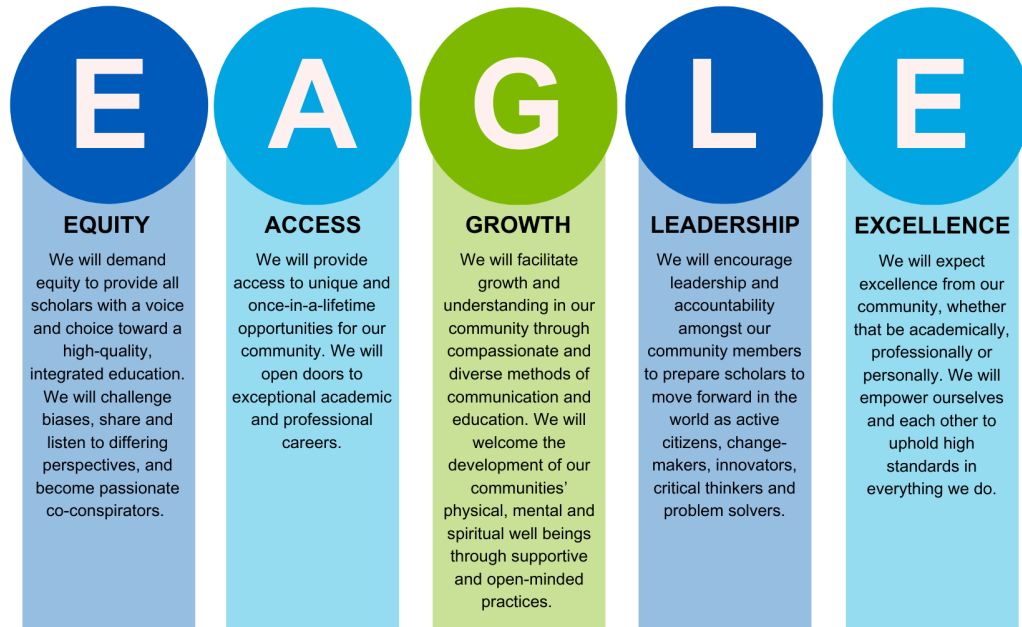 E
EQUITY
We will demand
equity to provide all
scholars with a voice
and choice toward a
high-quality,
integrated education.
We will challenge
biases, share and
listen to differing
perspectives, and
become passionate
co-conspirators.
A
ACCESS
We will provide
access to unique and
once-in-a-lifetime
opportunities for our
community. We will
open doors to
exceptional academic
and professional
careers.
G
GROWTH
We will facilitate
growth and
understanding in our
community through
compassionate and
diverse methods of
communication and
education. We will
welcome the
development of our
communities’
physical, mental and
spiritual well beings
through supportive
and open-minded
practices.
L
LEADERSHIP
We will encourage
leadership and
accountability
amongst our
community members
to prepare scholars to
move forward in the
world as active
citizens, change-
makers, innovators,
critical thinkers and
problem solvers.
E
EXCELLENCE
We will expect
excellence from our
community, whether
that be academically,
professionally or
personally. We will
empower ourselves
and each other to
uphold high
standards in
everything we do.